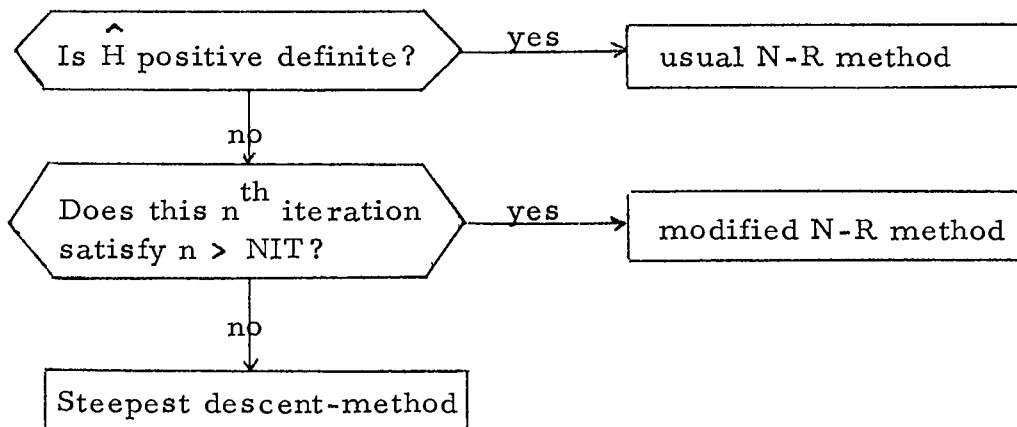 Is Ĥ positive definite?
yes
usual N-R method
no
Does this n^th iteration
satisfy n > NIT?
yes
modified N-R method
no
Steepest descent-method